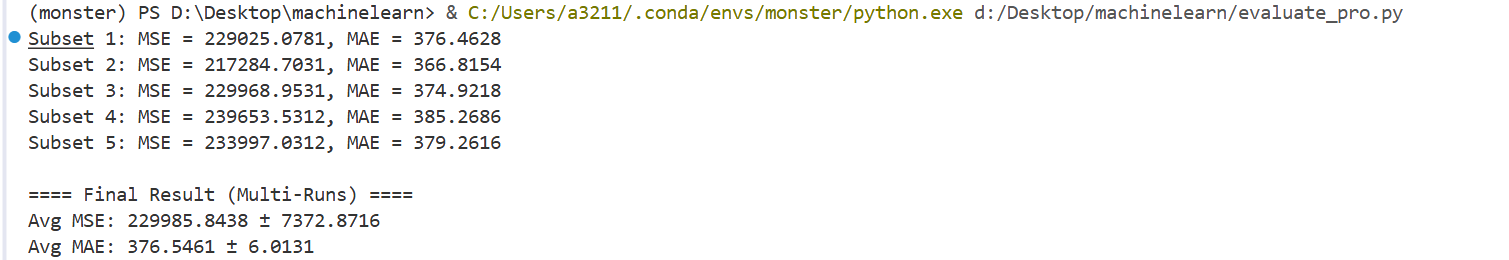 (monster) PS D:\Desktop\machinelearn> & C:/Users/a3211/.conda/envs/monster/python.exe d:/Desktop/machinelearn/evaluate_pro.py
Subset 1: MSE = 229025.0781, MAE = 376.4628
Subset 2: MSE = 217284.7031, MAE = 366.8154
Subset 3: MSE = 229968.9531, MAE = 374.9218
Subset 4: MSE = 239653.5312, MAE = 385.2686
Subset 5: MSE = 233997.0312, MAE = 379.2616
==== Final Result (Multi-Runs) ====
Avg MSE: 229985.8438 ± 7372.8716
Avg MAE: 376.5461 ± 6.0131